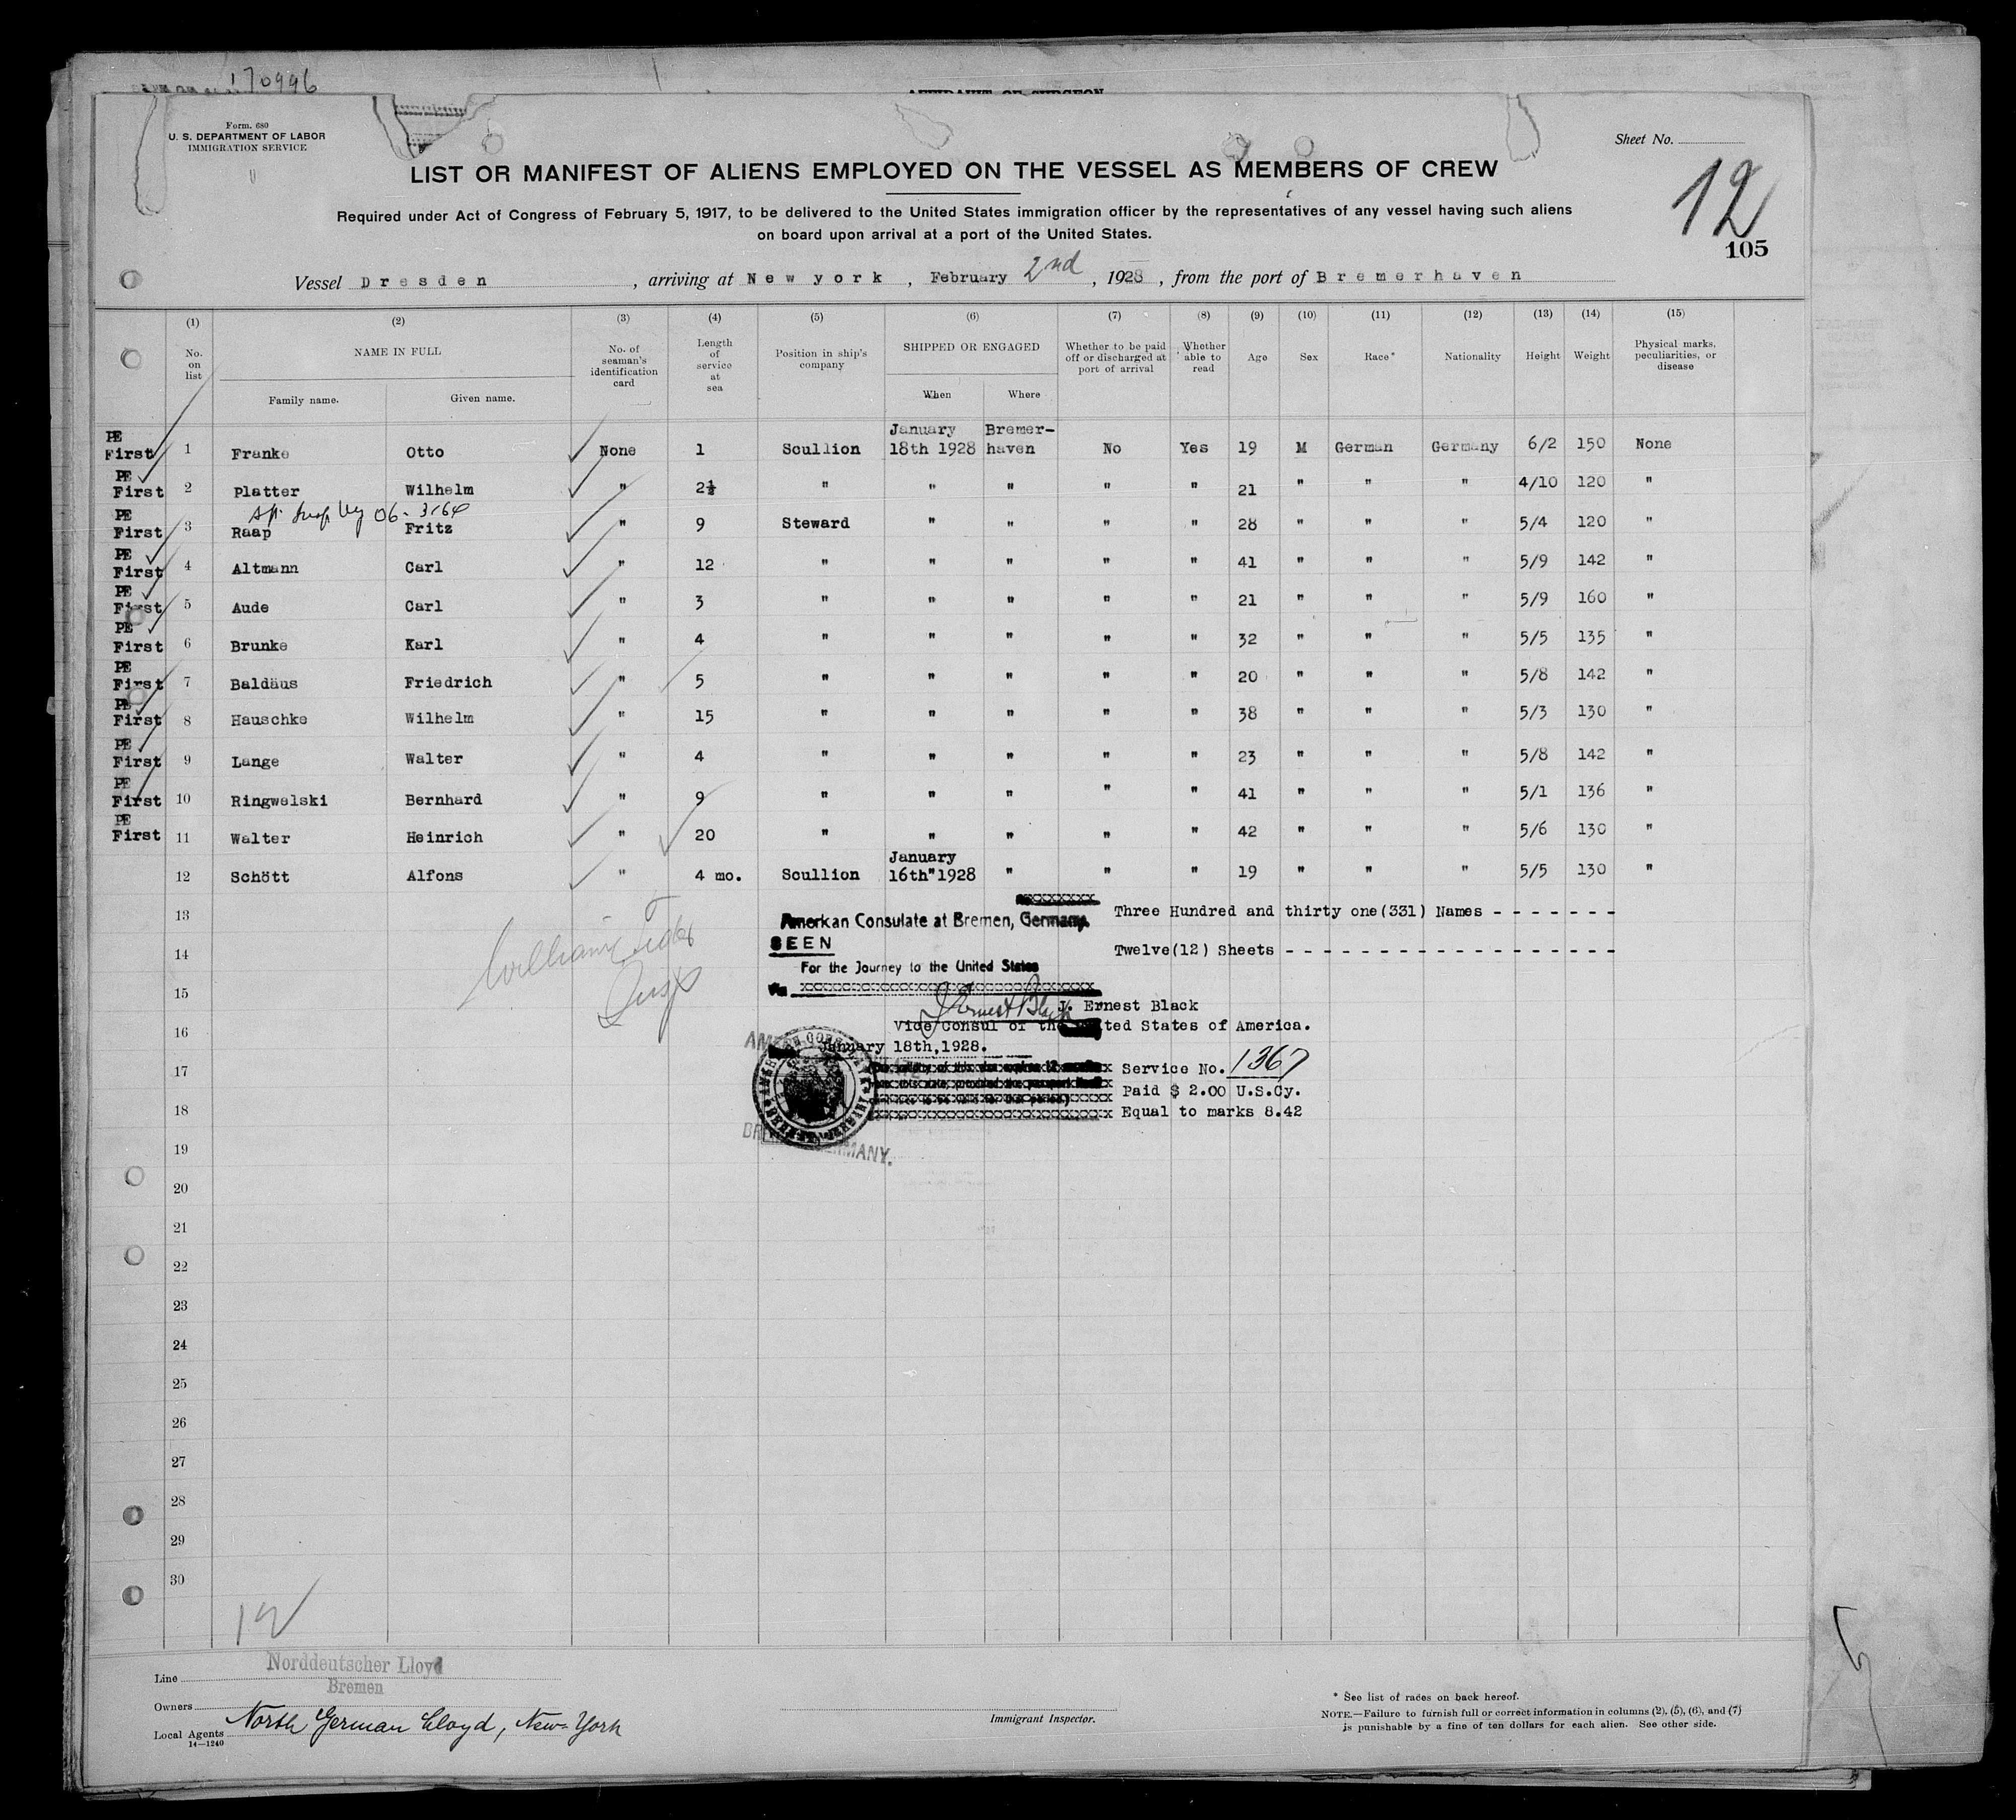 170996
AFFIDAVIT OF SURGEON
Form. 680
U. S. DEPARTMENT OF LABOR
IMMIGRATION SERVICE
Sheet No.
12
105
LIST OR MANIFEST OF ALIENS EMPLOYED ON THE VESSEL AS MEMBERS OF CREW
Required under Act of Congress of February 5, 1917, to be delivered to the United States immigration officer by the representatives of any vessel having such aliens
on board upon arrival at a port of the United States.
Vessel Dresden , arriving at New york , February 2nd , 1928 , from the port of Bremerhaven
(1) (2) (3) (4) (5) (6) (7) (8) (9) (10) (11) (12) (13) (14) (15)
No. on list
NAME IN FULL
Family name. Given name.
No. of seaman's identification card
Length of service at sea
Position in ship's company
SHIPPED OR ENGAGED
When Where
Whether to be paid off or discharged at port of arrival
Whether able to read
Age
Sex
Race*
Nationality
Height
Weight
Physical marks, peculiarities, or disease
PE
January Bremer-
First 1 Franke Otto None 1 Scullion 18th 1928 haven No Yes 19 M German Germany 6/2 150 None
PE
First 2 Platter Wilhelm " 2½ " " " " " 21 " " " 4/10 120 "
PE 06-3164
First 3 Raap Fritz " 9 Steward " " " " 28 " " " 5/4 120 "
PE
First 4 Altmann Carl " 12 " " " " " 41 " " " 5/9 142 "
PE
First 5 Aude Carl " 3 " " " " " 21 " " " 5/9 160 "
PE
First 6 Brunke Karl " 4 " " " " " 32 " " " 5/5 135 "
PE
First 7 Baldäus Friedrich " 5 " " " " " 20 " " " 5/8 142 "
PE
First 8 Hauschke Wilhelm " 15 " " " " " 38 " " " 5/3 130 "
PE
First 9 Lange Walter " 4 " " " " " 23 " " " 5/8 142 "
PE
First 10 Ringwelski Bernhard " 9 " " " " " 41 " " " 5/1 136 "
PE
First 11 Walter Heinrich " 20 " " " " " 42 " " " 5/6 130 "
January
12 Schött Alfons " 4 mo. Scullion 16th"1928 " " " 19 " " " 5/5 130 "
13 American Consulate at Bremen, Germany. Three Hundred and thirty one(331) Names - - - - - - -
SEEN
14 Twelve(12) Sheets - - - - - - - - - - - - - - - - - - -
For the Journey to the United States
15
J Ernest Black
J. Ernest Black
16 Vice Consul of the United States of America.
January 18th,1928.
17 Service No. 1367
Paid $ 2.00 U.S.Cy.
18 Equal to marks 8.42
BREMEN, GERMANY.
19
20
21
22
23
24
25
26
27
28
29
30
12
Line Norddeutscher Lloyd
Bremen
Owners
Local Agents North German Lloyd, New-York
14—1240
Immigrant Inspector.
* See list of races on back hereof.
NOTE.—Failure to furnish full or correct information in columns (2), (5), (6), and (7)
is punishable by a fine of ten dollars for each alien. See other side.